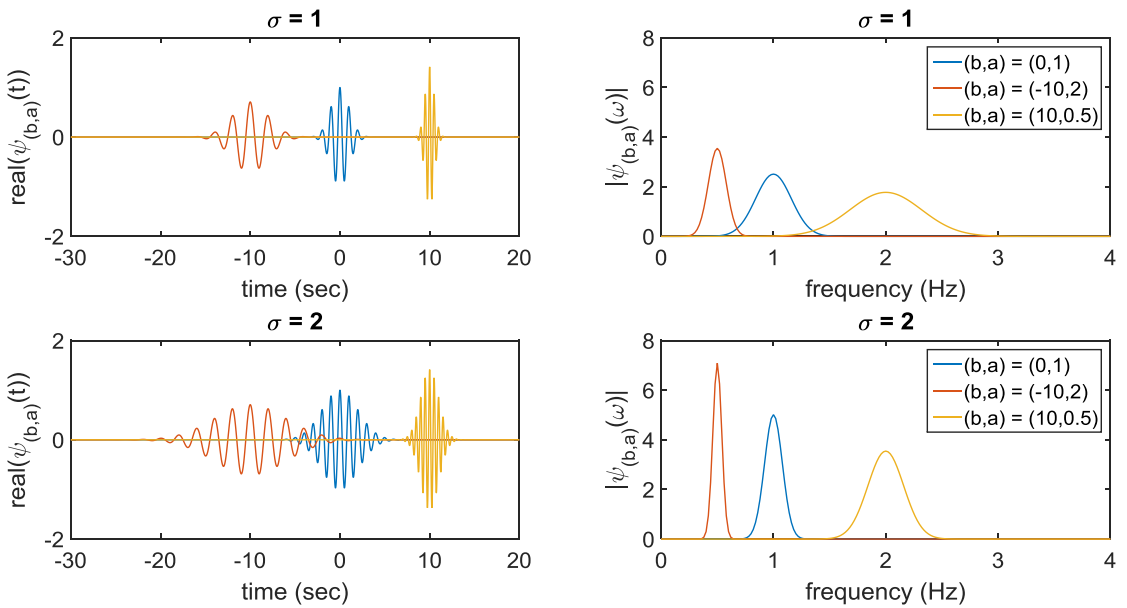 σ = 1
real(ψ(b,a)(t))
2
0
-2
-30 -20 -10 0 10 20
time (sec)
σ = 1
|ψ(b,a)(ω)|
8
6
4
2
0
0 1 2 3 4
frequency (Hz)
(b,a) = (0,1)
(b,a) = (-10,2)
(b,a) = (10,0.5)
σ = 2
real(ψ(b,a)(t))
2
0
-2
-30 -20 -10 0 10 20
time (sec)
σ = 2
|ψ(b,a)(ω)|
8
6
4
2
0
0 1 2 3 4
frequency (Hz)
(b,a) = (0,1)
(b,a) = (-10,2)
(b,a) = (10,0.5)